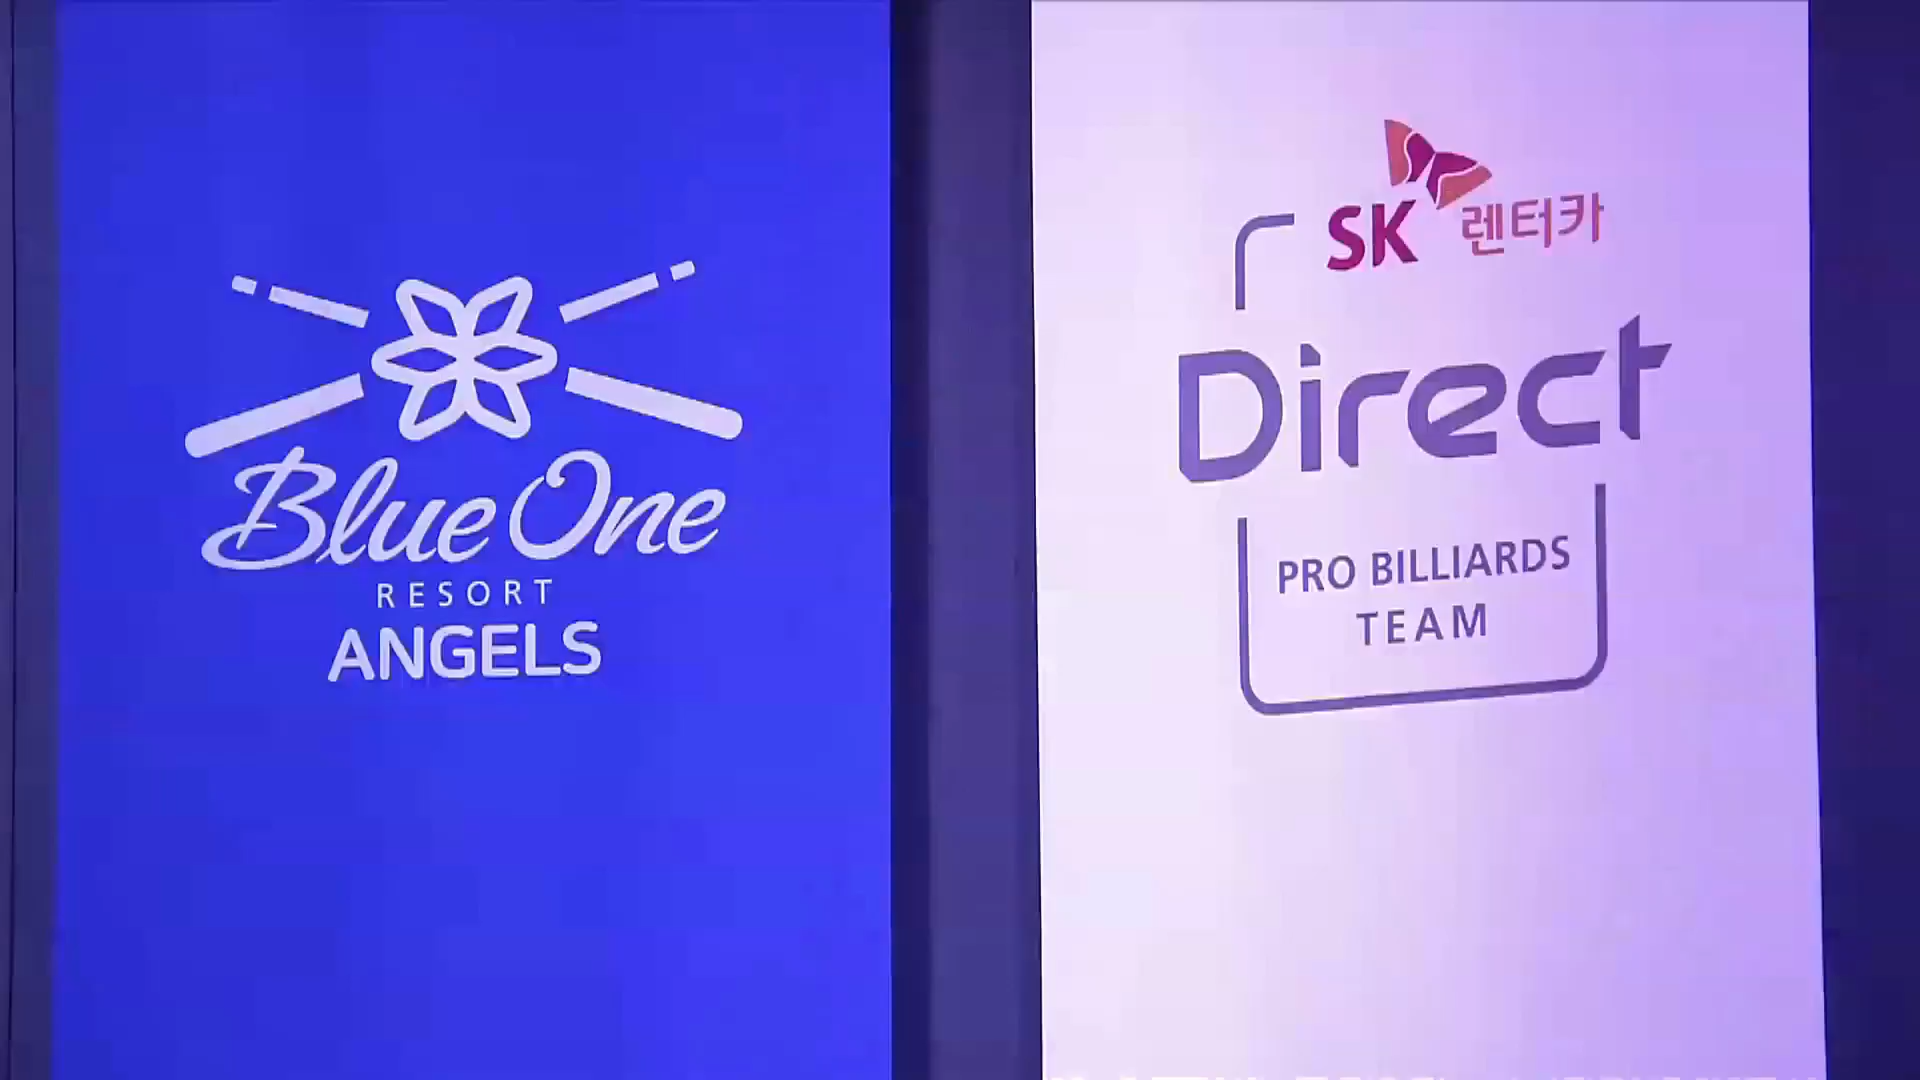 Blue One
RESORT
ANGELS
SK 렌터카
Direct
PRO BILLIARDS
TEAM